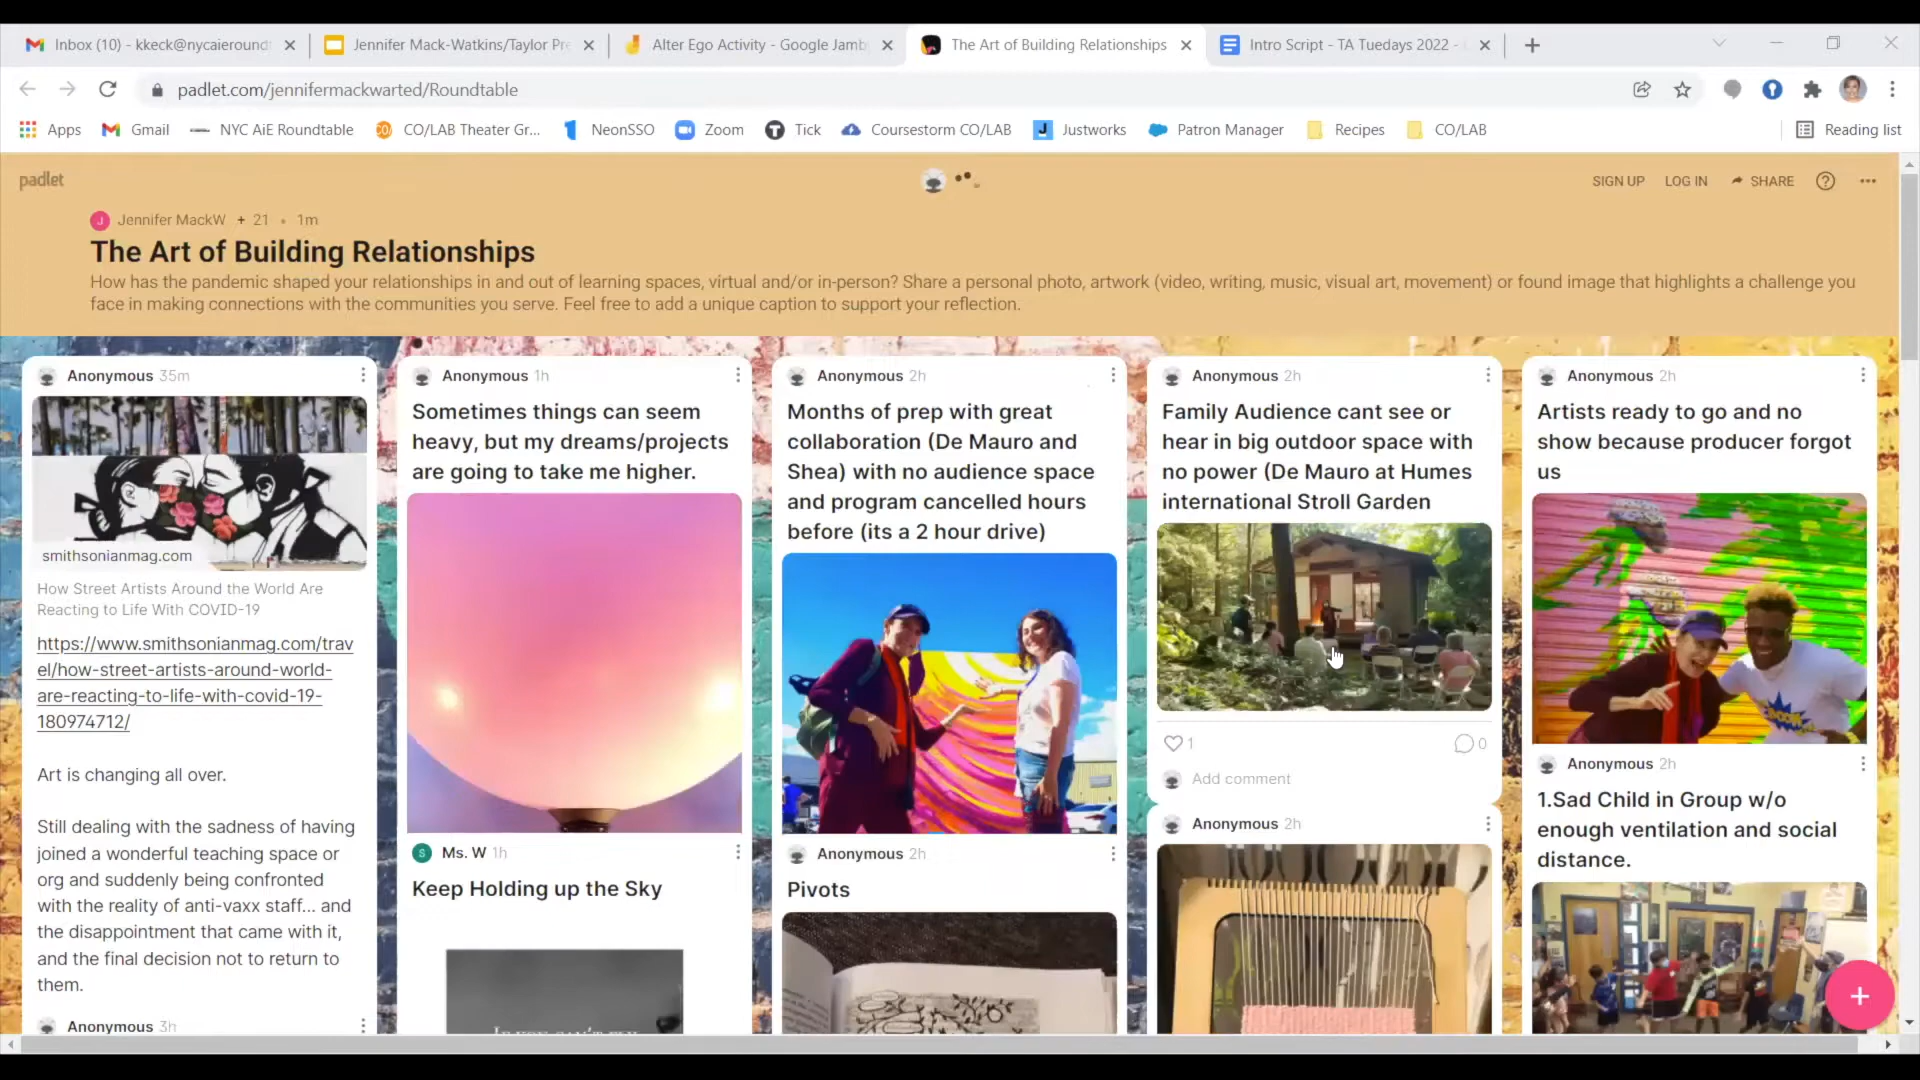 Inbox (10) - kkeck@nycaieround
Jennifer Mack-Watkins/Taylor Pre
Alter Ego Activity - Google Jamb
The Art of Building Relationships
Intro Script - TA Tuedays 2022 -
padlet.com/jennifermackwarted/Roundtable
Apps
Gmail
NYC AiE Roundtable
CO/LAB Theater Gr...
NeonSSO
Zoom
Tick
Coursestorm CO/LAB
Justworks
Patron Manager
Recipes
CO/LAB
Reading list
padlet
SIGN UP
LOG IN
SHARE
Jennifer MackW + 21 • 1m
The Art of Building Relationships
How has the pandemic shaped your relationships in and out of learning spaces, virtual and/or in-person? Share a personal photo, artwork (video, writing, music, visual art, movement) or found image that highlights a challenge you
face in making connections with the communities you serve. Feel free to add a unique caption to support your reflection.
Anonymous 35m
smithsonianmag.com
How Street Artists Around the World Are
Reacting to Life With COVID-19
https://www.smithsonianmag.com/trav
el/how-street-artists-around-world-
are-reacting-to-life-with-covid-19-
180974712/
Art is changing all over.
Still dealing with the sadness of having
joined a wonderful teaching space or
org and suddenly being confronted
with the reality of anti-vaxx staff... and
the disappointment that came with it,
and the final decision not to return to
them.
Anonymous 3h
Anonymous 1h
Sometimes things can seem
heavy, but my dreams/projects
are going to take me higher.
Ms. W 1h
Keep Holding up the Sky
Anonymous 2h
Months of prep with great
collaboration (De Mauro and
Shea) with no audience space
and program cancelled hours
before (its a 2 hour drive)
Anonymous 2h
Pivots
Anonymous 2h
Family Audience cant see or
hear in big outdoor space with
no power (De Mauro at Humes
international Stroll Garden
1
0
Add comment
Anonymous 2h
Anonymous 2h
Artists ready to go and no
show because producer forgot
us
Anonymous 2h
1.Sad Child in Group w/o
enough ventilation and social
distance.